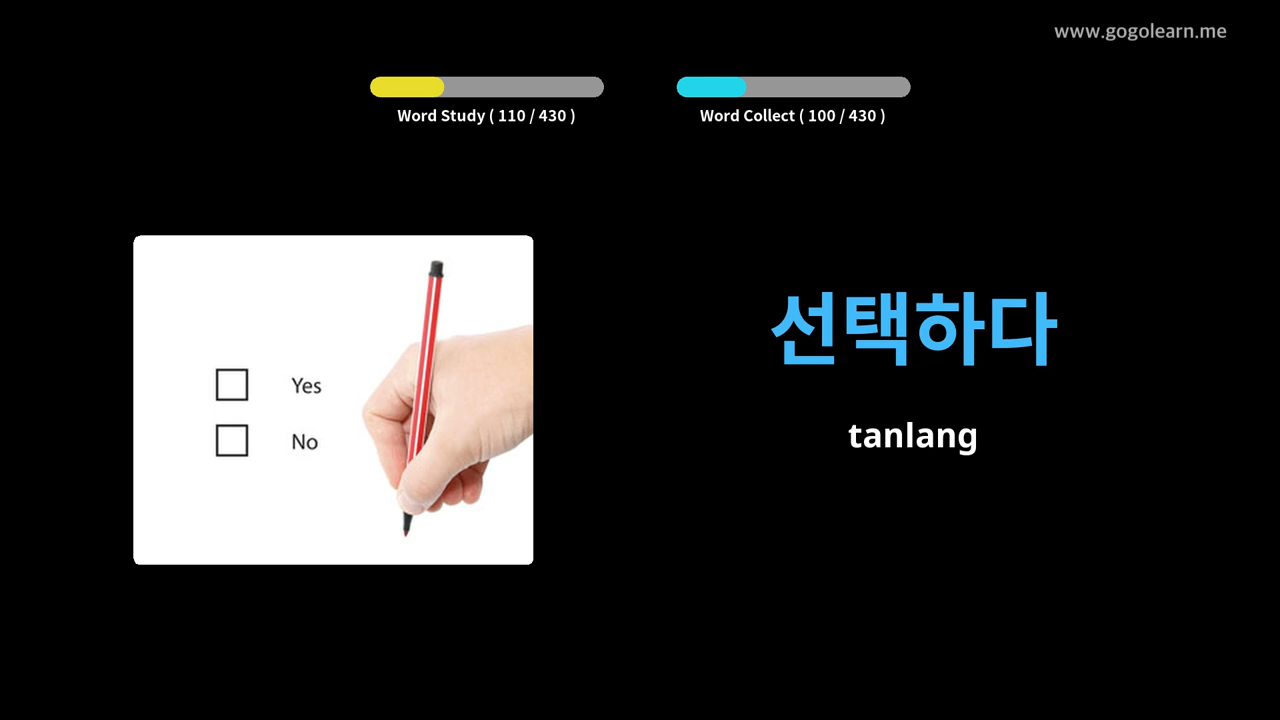 www.gogolearn.me
Word Study ( 110 / 430 )
Word Collect ( 100 / 430 )
Yes
No
선택하다
tanlang